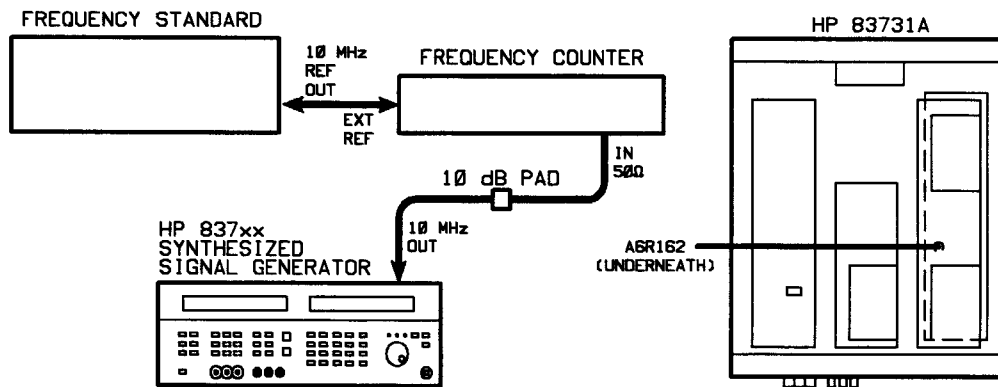 FREQUENCY STANDARD
10 MHz
REF
OUT
EXT
REF
FREQUENCY COUNTER
IN
50Ω
10 dB PAD
10 MHz
OUT
HP 837xx
SYNTHESIZED
SIGNAL GENERATOR
HP 83731A
A6R162
(UNDERNEATH)